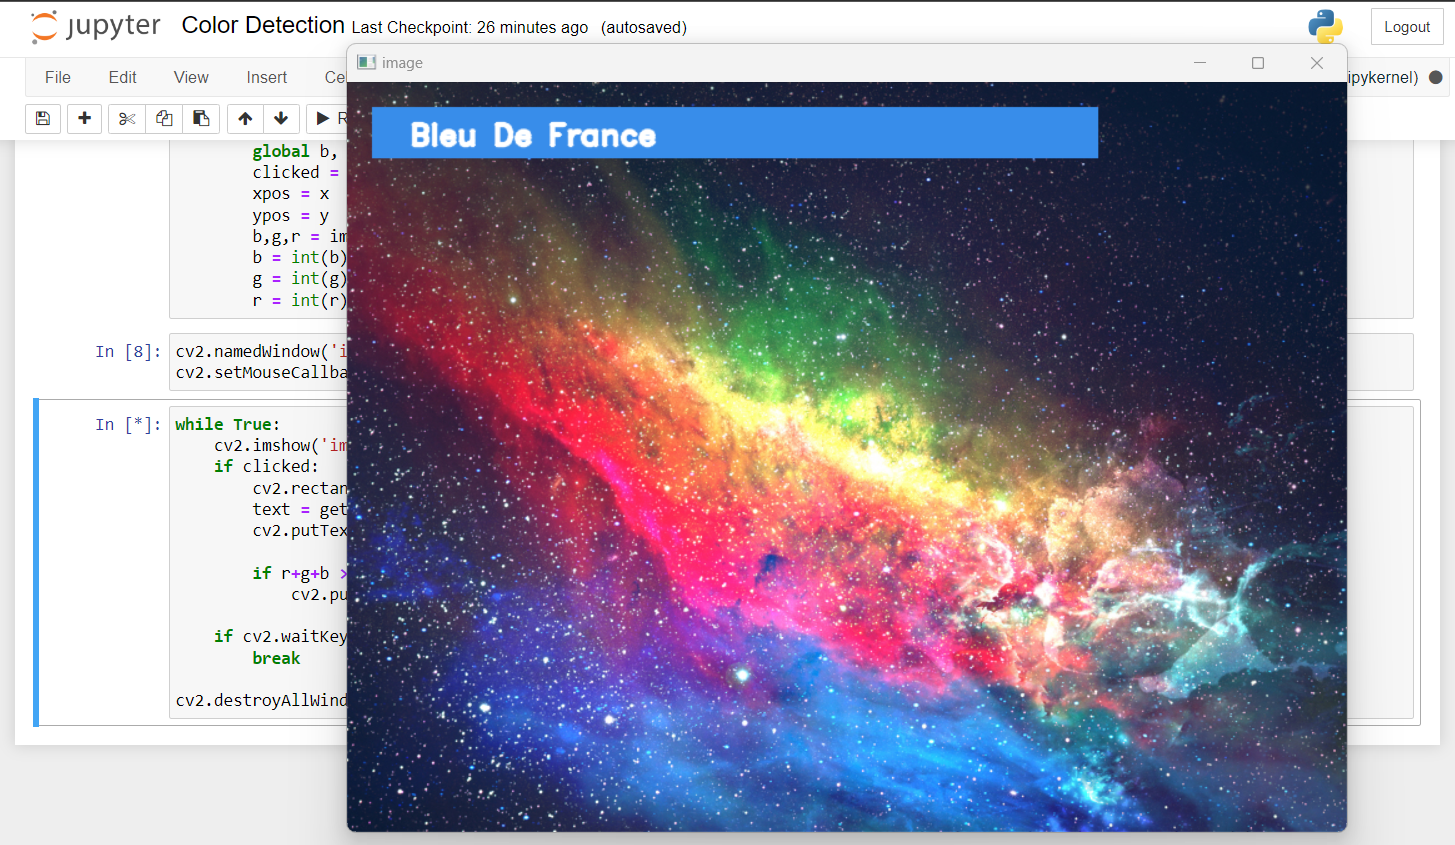 jupyter Color Detection Last Checkpoint: 26 minutes ago (autosaved)
Logout
image
File Edit View Insert Ce
ipykernel)
R
Bleu De France
global b,
clicked =
xpos = x
ypos = y
b,g,r = im
b = int(b)
g = int(g)
r = int(r)
In [8]: cv2.namedWindow('i
cv2.setMouseCallba
In [*]: while True:
cv2.imshow('im
if clicked:
cv2.rectan
text = get
cv2.putTex
if r+g+b >
cv2.pu
if cv2.waitKey
break
cv2.destroyAllWind